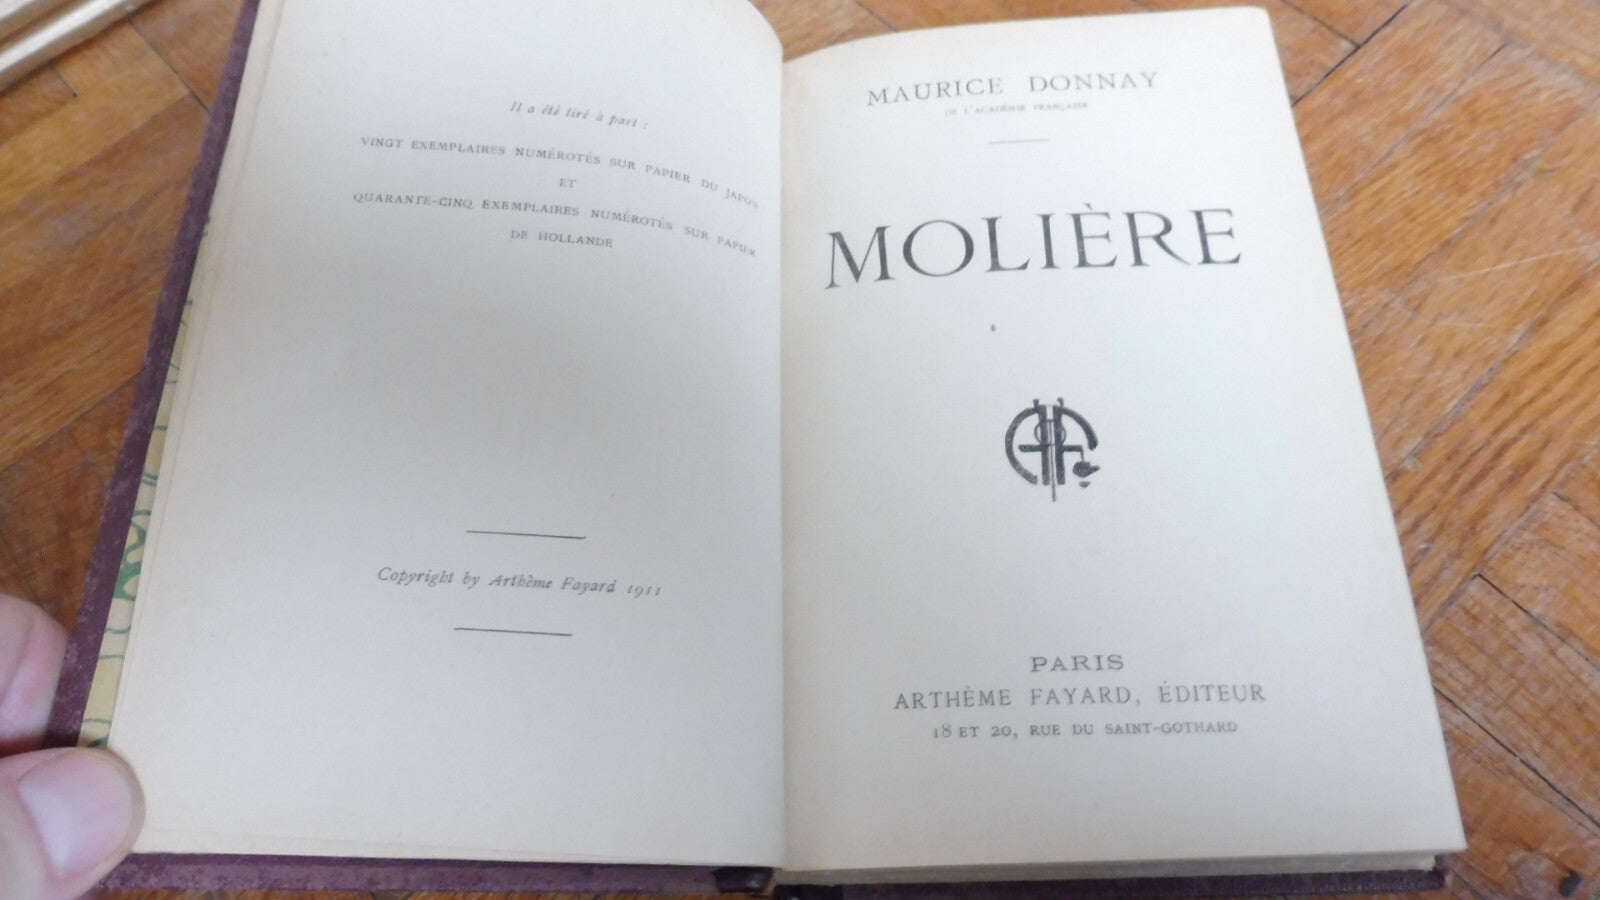 Il a été tiré à part :
VINGT EXEMPLAIRES NUMÉROTÉS SUR PAPIER DU JAPON
ET
QUARANTE-CINQ EXEMPLAIRES NUMÉROTÉS SUR PAPIER
DE HOLLANDE
Copyright by Arthème Fayard 1911
MAURICE DONNAY
DE L'ACADÉMIE FRANÇAISE
MOLIÈRE
PARIS
ARTHÈME FAYARD, ÉDITEUR
18 ET 20, RUE DU SAINT-GOTHARD